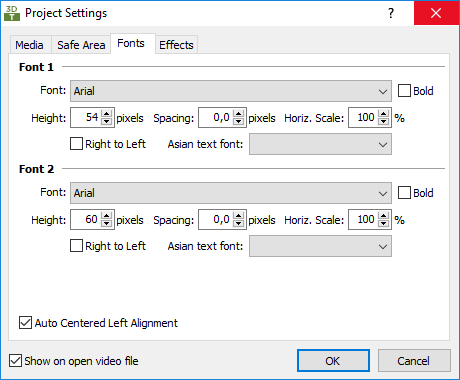 3D
T
Project Settings
?
Media Safe Area Fonts Effects
Font 1
Font: Arial Bold
Height: 54 pixels Spacing: 0,0 pixels Horiz. Scale: 100 %
Right to Left Asian text font:
Font 2
Font: Arial Bold
Height: 60 pixels Spacing: 0,0 pixels Horiz. Scale: 100 %
Right to Left Asian text font:
Auto Centered Left Alignment
Show on open video file OK Cancel